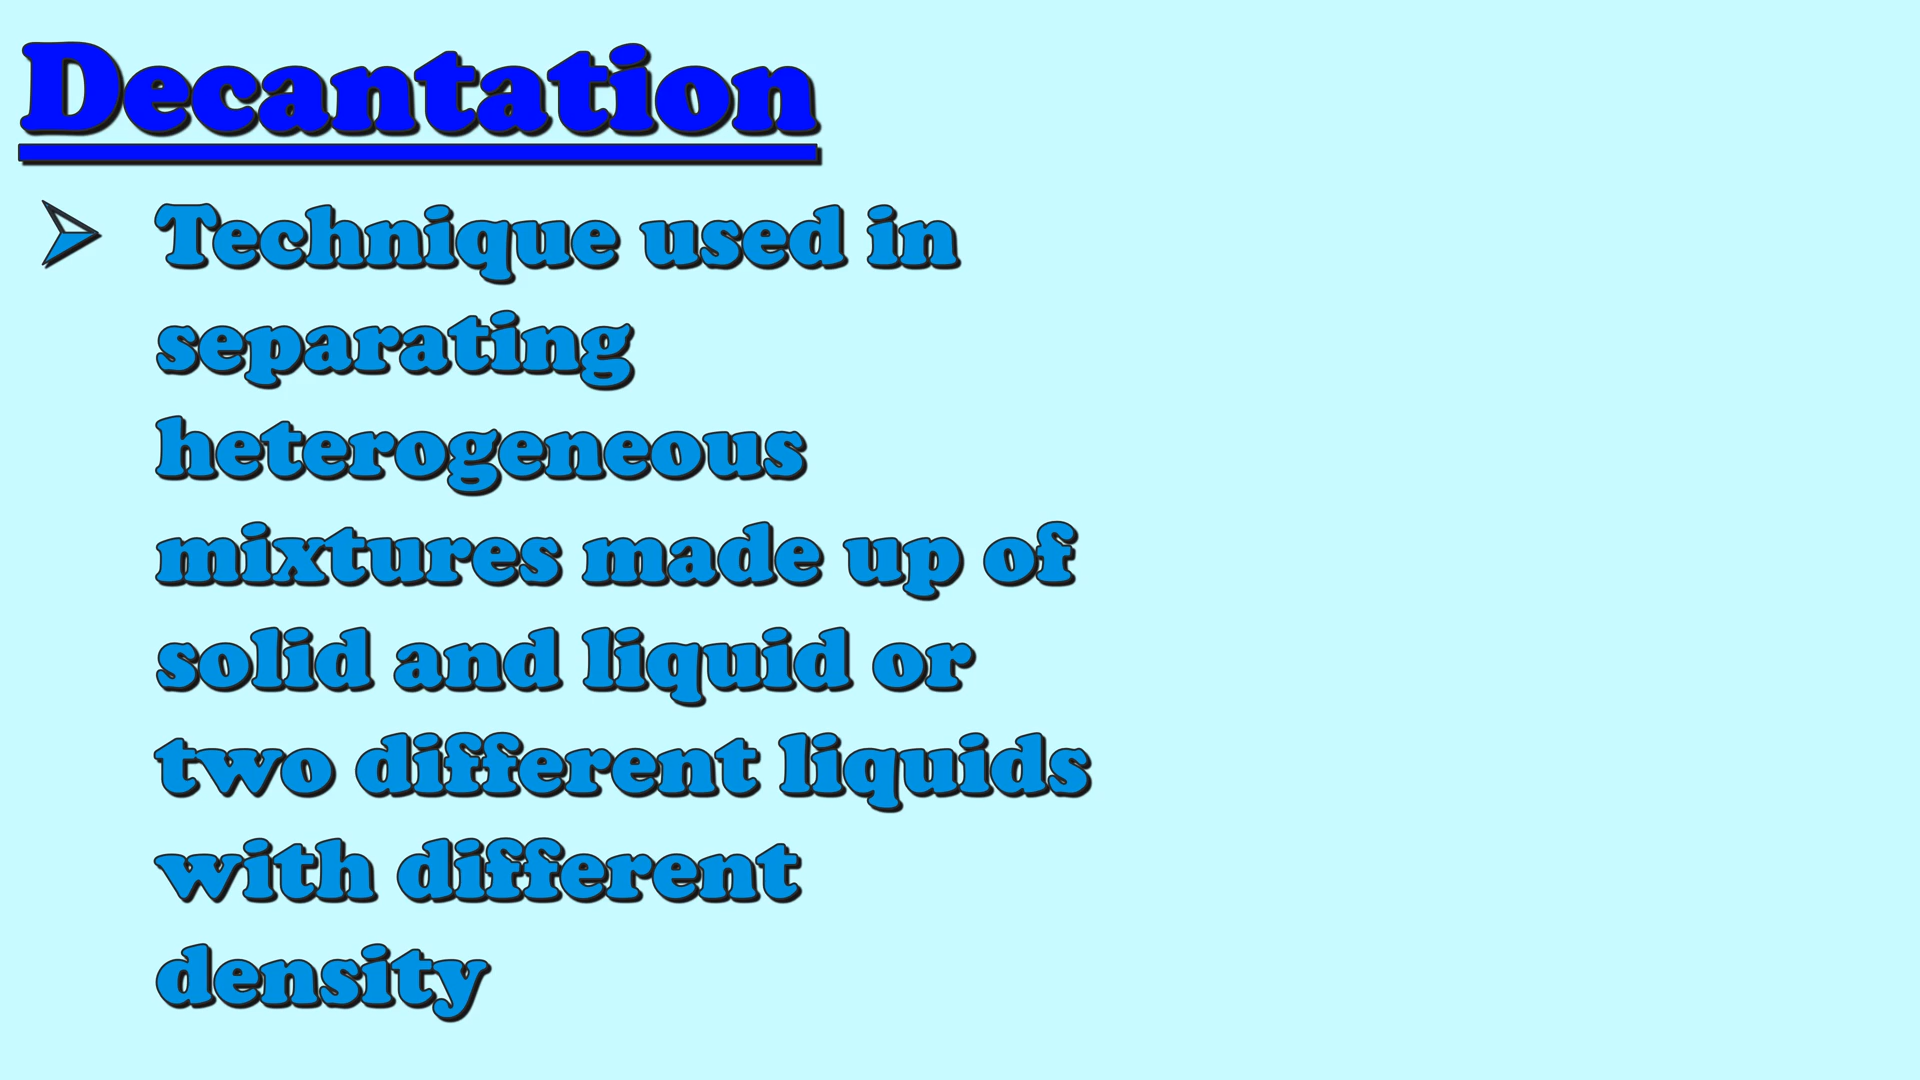 Decantation
➢ Technique used in
separating
heterogeneous
mixtures made up of
solid and liquid or
two different liquids
with different
density